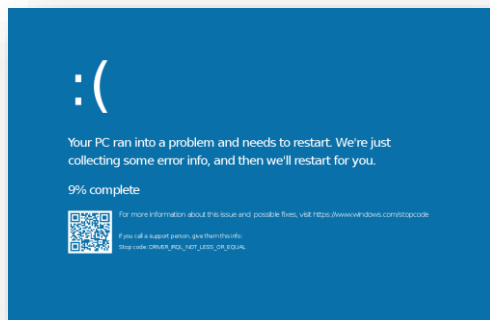 :(
Your PC ran into a problem and needs to restart. We're just
collecting some error info, and then we'll restart for you.
9% complete
For more information about this issue and possible fixes, visit https://www.windows.com/stopcode
If you call a support person, give them this info:
Stop code: DRIVER_IRQL_NOT_LESS_OR_EQUAL